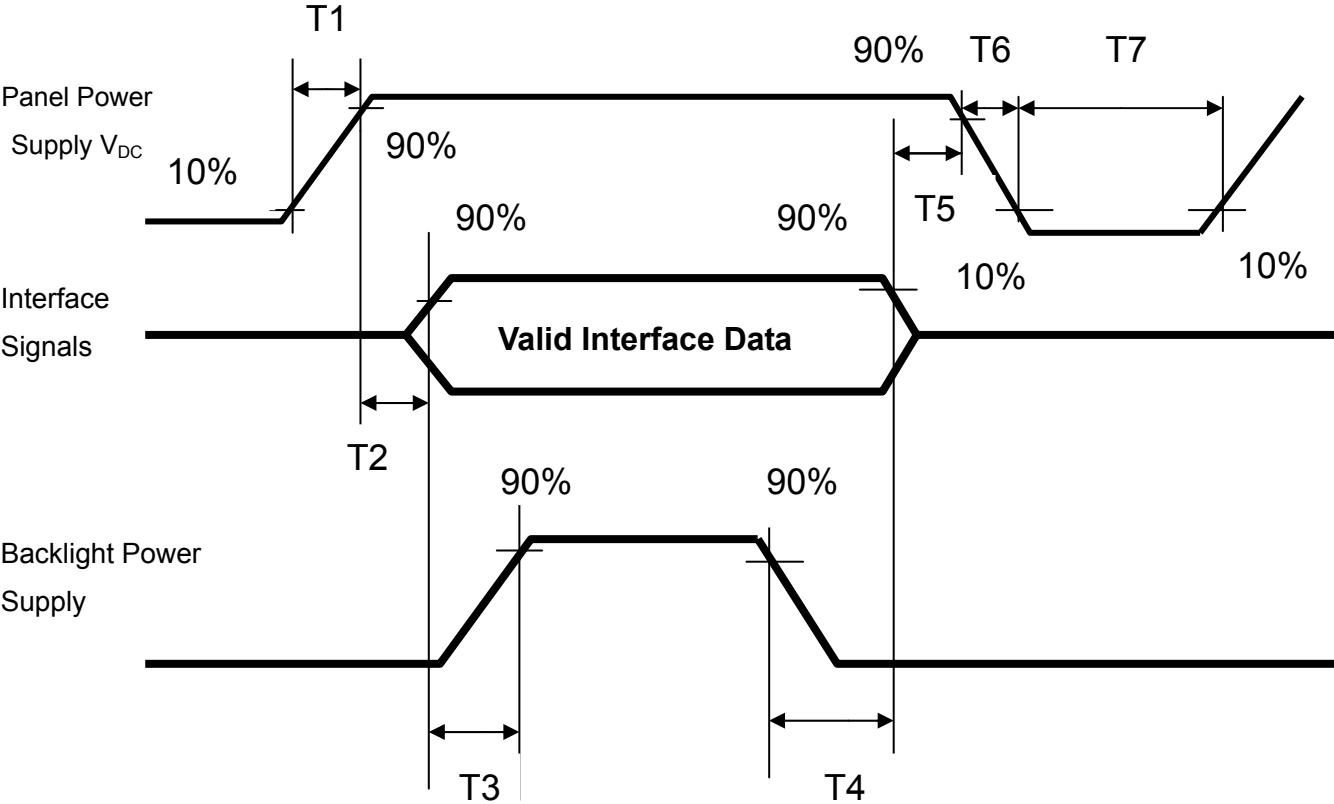 T1
90%
T6
T7
Panel Power
Supply VDC
10%
90%
T5
90%
90%
10%
10%
Interface
Signals
Valid Interface Data
T2
90%
90%
Backlight Power
Supply
T3
T4